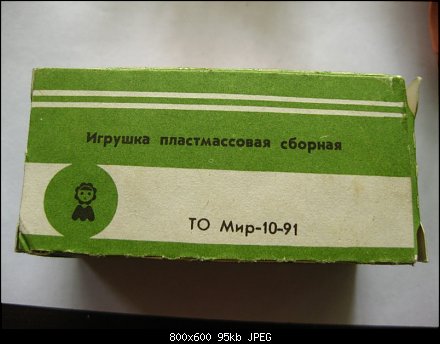 Игрушка пластмассовая сборная
ТО Мир-10-91
800x600 95kb JPEG